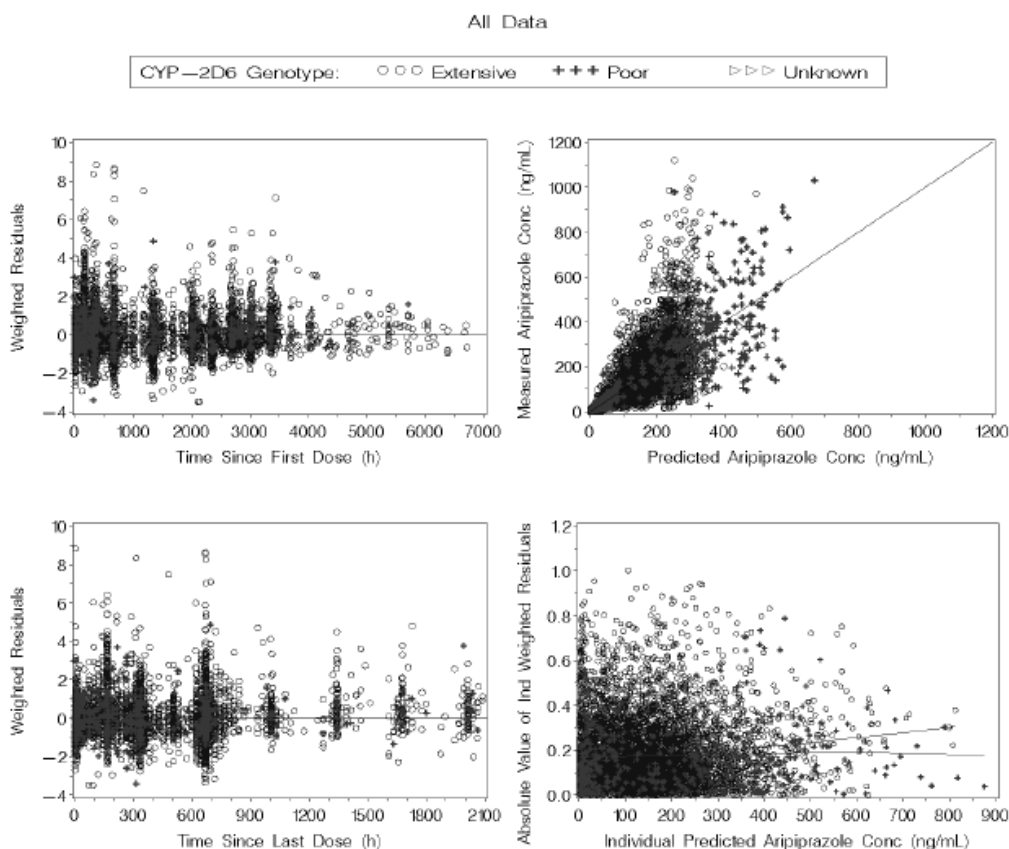 All Data
CYP-2D6 Genotype: Extensive Poor Unknown
10
8
6
4
2
0
-2
-4
Weighted Residuals
0 1000 2000 3000 4000 5000 6000 7000
Time Since First Dose (h)
1200
1000
800
600
400
200
0
Measured Aripiprazole Conc (ng/mL)
0 200 400 600 800 1000 1200
Predicted Aripiprazole Conc (ng/mL)
10
8
6
4
2
0
-2
-4
Weighted Residuals
0 300 600 900 1200 1500 1800 2100
Time Since Last Dose (h)
1.2
1.0
0.8
0.6
0.4
0.2
0.0
Absolute Value of Ind Weighted Residuals
0 100 200 300 400 500 600 700 800 900
Individual Predicted Aripiprazole Conc (ng/mL)